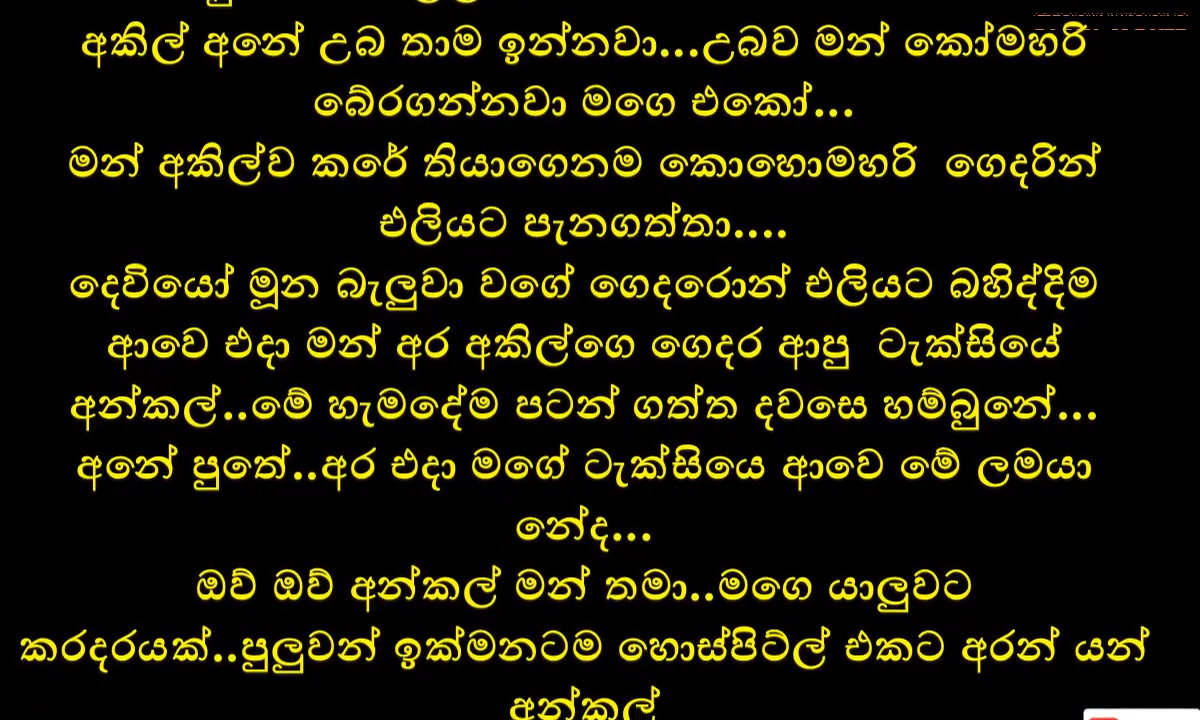 අකිල් අනේ උබ තාම ඉන්නවා...උබව මන් කෝමහරි
බේරගන්නවා මගෙ එකෝ...
මන් අකිල්ව කරේ තියාගෙනම කොහොමහරි ගෙදරින්
එලියට පැනගත්තා....
දෙවියෝ මූන බැලුවා වගේ ගෙදරොන් එලියට බහිද්දිම
ආවෙ එදා මන් අර අකිල්ගෙ ගෙදර ආපු ටැක්සියේ
අන්කල්..මේ හැමදේම පටන් ගත්ත දවසෙ හම්බුනේ...
අනේ පුතේ..අර එදා මගේ ටැක්සියෙ ආවෙ මේ ලමයා
නේද...
ඔව් ඔව් අන්කල් මන් තමා..මගෙ යාලුවට
කරදරයක්..පුලුවන් ඉක්මනටම හොස්පිට්ල් එකට අරන් යන්
අන්කල්